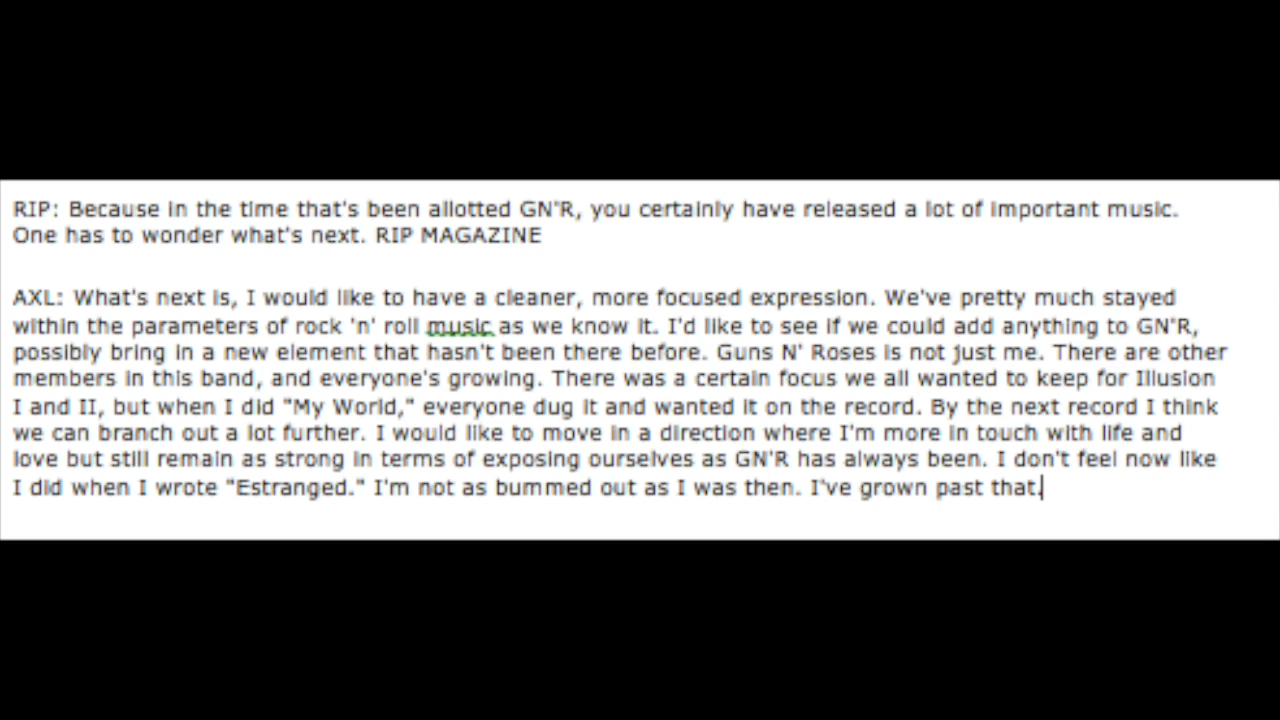 RIP: Because in the time that's been allotted GN'R, you certainly have released a lot of important music.
One has to wonder what's next. RIP MAGAZINE
AXL: What's next is, I would like to have a cleaner, more focused expression. We've pretty much stayed
within the parameters of rock 'n' roll music as we know it. I'd like to see if we could add anything to GN'R,
possibly bring in a new element that hasn't been there before. Guns N' Roses is not just me. There are other
members in this band, and everyone's growing. There was a certain focus we all wanted to keep for Illusion
I and II, but when I did "My World," everyone dug it and wanted it on the record. By the next record I think
we can branch out a lot further. I would like to move in a direction where I'm more in touch with life and
love but still remain as strong in terms of exposing ourselves as GN'R has always been. I don't feel now like
I did when I wrote "Estranged." I'm not as bummed out as I was then. I've grown past that.